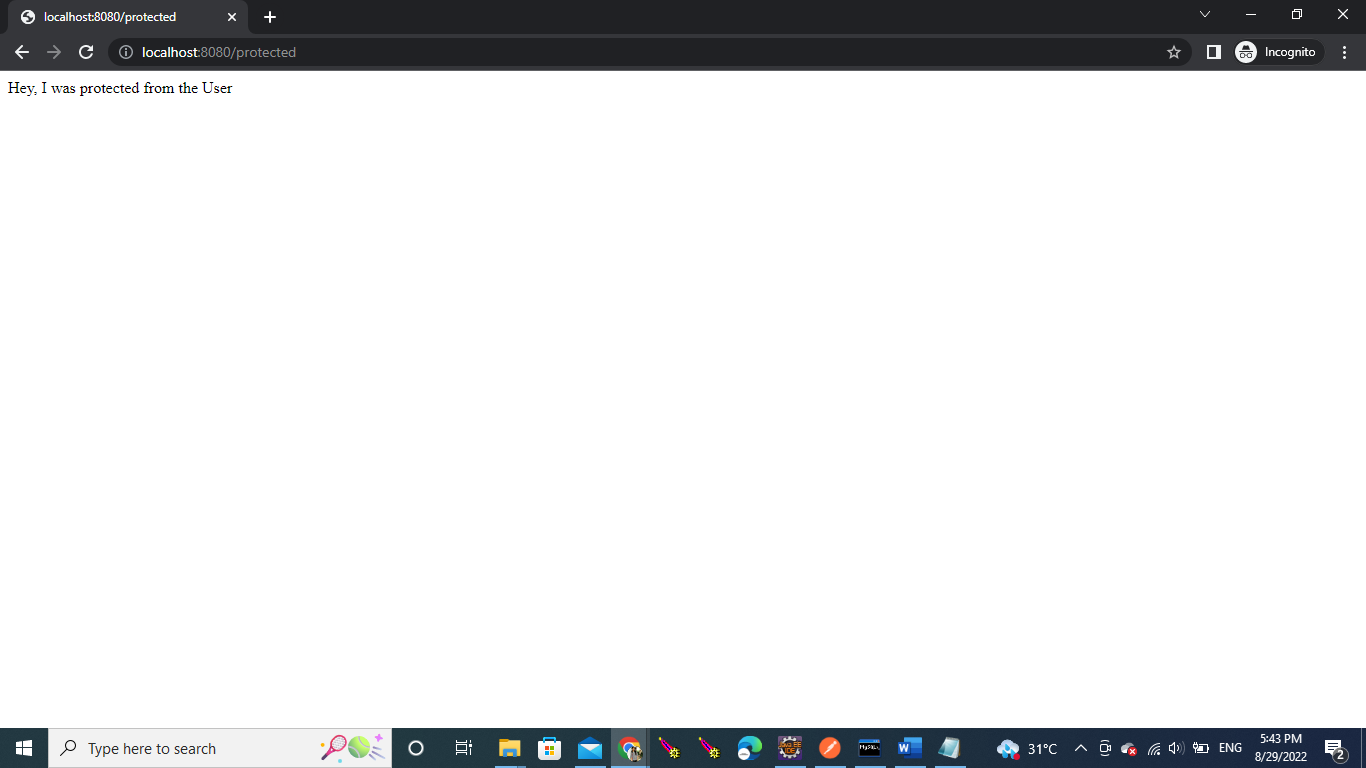 localhost:8080/protected
localhost:8080/protected
Incognito
Hey, I was protected from the User
Type here to search
31°C
ENG
5:43 PM
8/29/2022
2